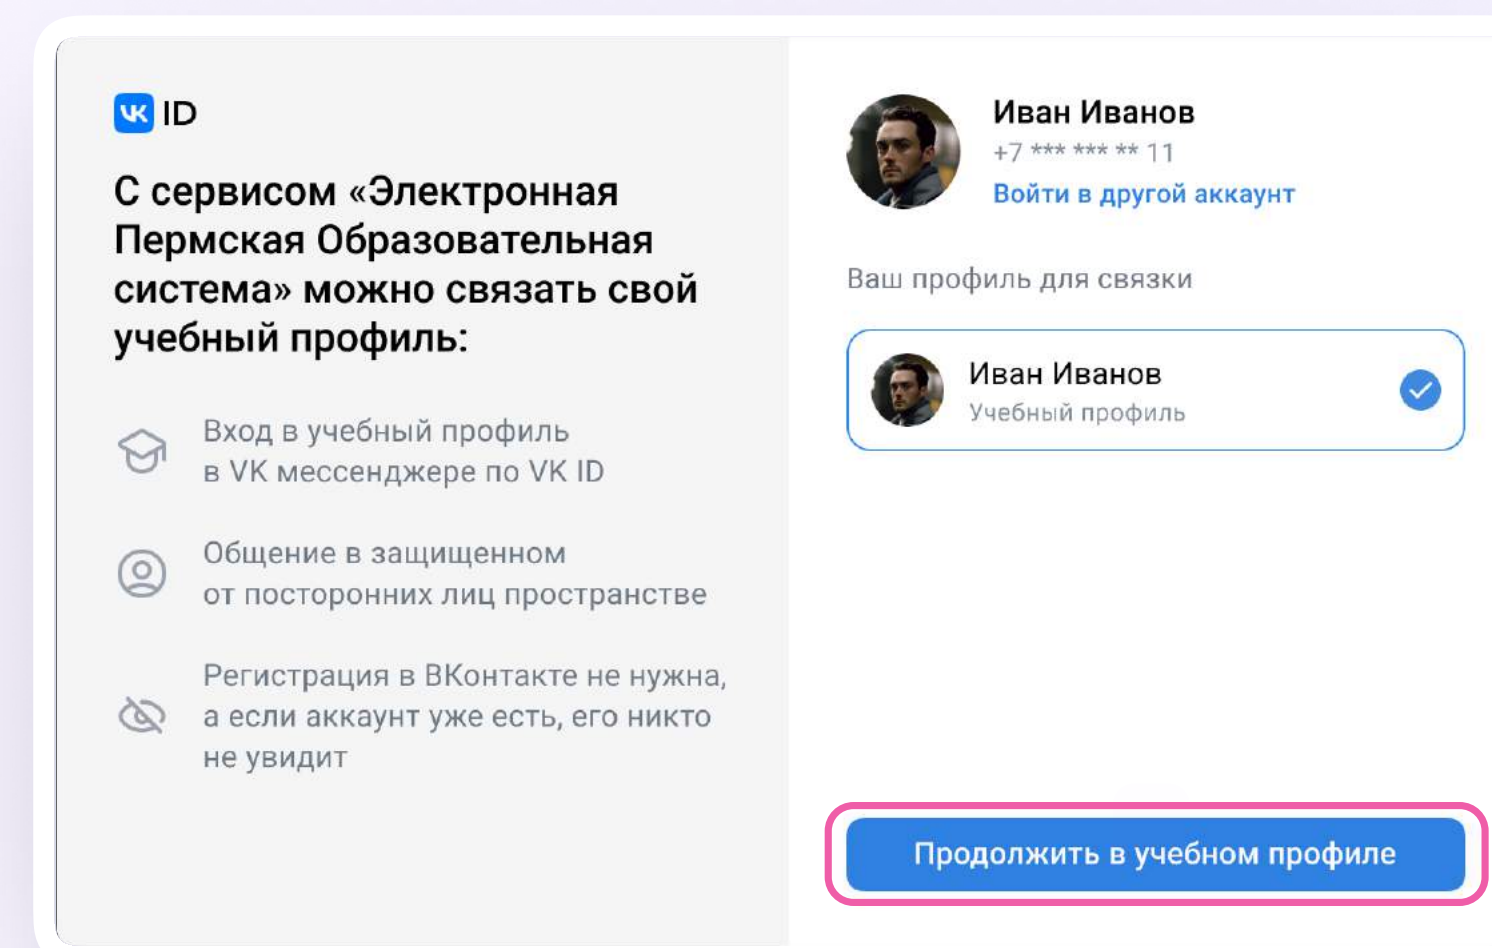 VK ID
С сервисом «Электронная
Пермская Образовательная
система» можно связать свой
учебный профиль:
Вход в учебный профиль
в VK мессенджере по VK ID
Общение в защищенном
от посторонних лиц пространстве
Регистрация в ВКонтакте не нужна,
а если аккаунт уже есть, его никто
не увидит
Иван Иванов
+7 *** *** ** 11
Войти в другой аккаунт
Ваш профиль для связки
Иван Иванов
Учебный профиль
Продолжить в учебном профиле